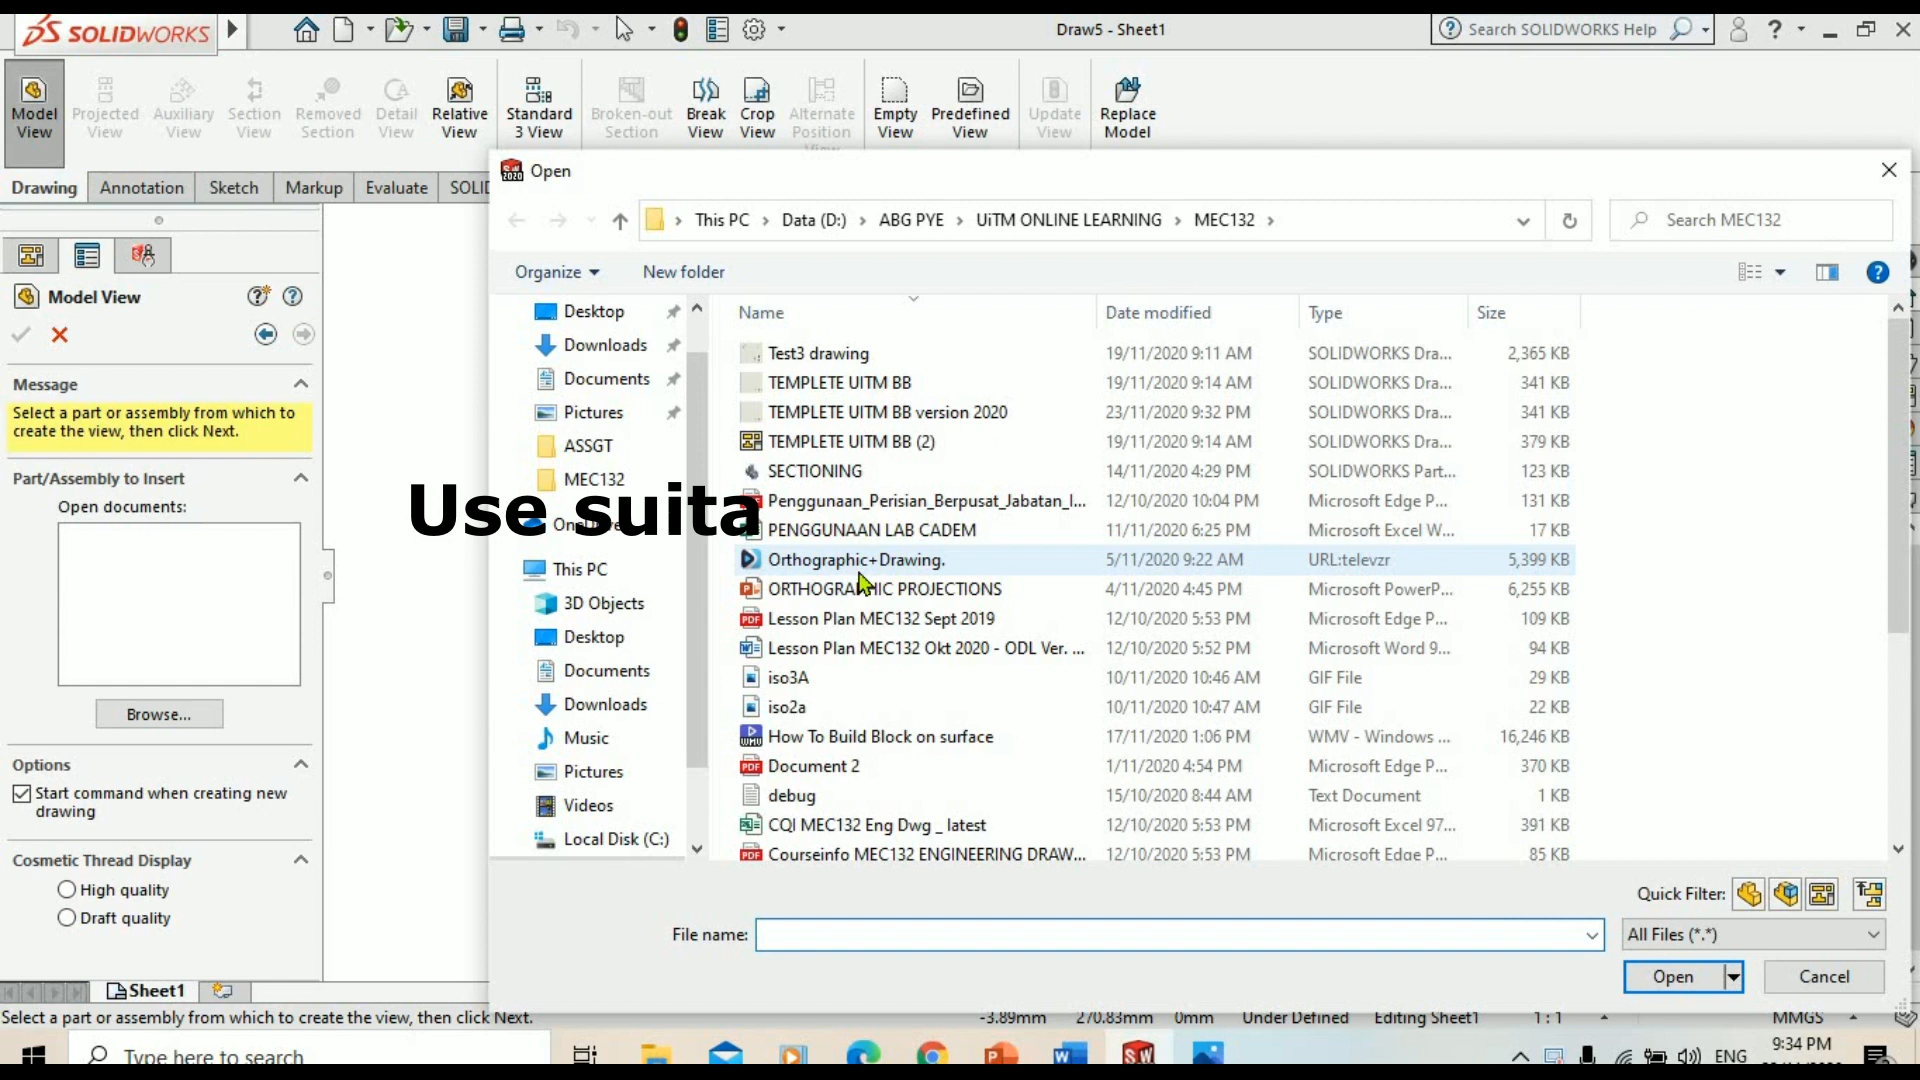 SOLIDWORKS
Draw5 - Sheet1
Search SOLIDWORKS Help
Model View
Projected View
Auxiliary View
Section View
Removed Section
Detail View
Relative View
Standard 3 View
Broken-out Section
Break View
Crop View
Alternate Position View
Empty View
Predefined View
Update View
Replace Model
Drawing
Annotation
Sketch
Markup
Evaluate
SOLI
Model View
Message
Select a part or assembly from which to
create the view, then click Next.
Part/Assembly to Insert
Open documents:
Browse...
Options
Start command when creating new
drawing
Cosmetic Thread Display
High quality
Draft quality
Open
This PC > Data (D:) > ABG PYE > UiTM ONLINE LEARNING > MEC132 >
Search MEC132
Organize
New folder
Desktop
Downloads
Documents
Pictures
ASSGT
MEC132
This PC
3D Objects
Desktop
Documents
Downloads
Music
Pictures
Videos
Local Disk (C:)
Use suita
Name Date modified Type Size
Test3 drawing 19/11/2020 9:11 AM SOLIDWORKS Dra... 2,365 KB
TEMPLETE UITM BB 19/11/2020 9:14 AM SOLIDWORKS Dra... 341 KB
TEMPLETE UITM BB version 2020 23/11/2020 9:32 PM SOLIDWORKS Dra... 341 KB
TEMPLETE UITM BB (2) 19/11/2020 9:14 AM SOLIDWORKS Dra... 379 KB
SECTIONING 14/11/2020 4:29 PM SOLIDWORKS Part... 123 KB
Penggunaan_Perisian_Berpusat_Jabatan_I... 12/10/2020 10:04 PM Microsoft Edge P... 131 KB
PENGGUNAAN LAB CADEM 11/11/2020 6:25 PM Microsoft Excel W... 17 KB
Orthographic+Drawing. 5/11/2020 9:22 AM URL:televzr 5,399 KB
ORTHOGRAPHIC PROJECTIONS 4/11/2020 4:45 PM Microsoft PowerP... 6,255 KB
Lesson Plan MEC132 Sept 2019 12/10/2020 5:53 PM Microsoft Edge P... 109 KB
Lesson Plan MEC132 Okt 2020 - ODL Ver. ... 12/10/2020 5:52 PM Microsoft Word 9... 94 KB
iso3A 10/11/2020 10:46 AM GIF File 29 KB
iso2a 10/11/2020 10:47 AM GIF File 22 KB
How To Build Block on surface 17/11/2020 1:06 PM WMV - Windows ... 16,246 KB
Document 2 1/11/2020 4:54 PM Microsoft Edge P... 370 KB
debug 15/10/2020 8:44 AM Text Document 1 KB
CQI MEC132 Eng Dwg _ latest 12/10/2020 5:53 PM Microsoft Excel 97... 391 KB
Courseinfo MEC132 ENGINEERING DRAW... 12/10/2020 5:53 PM Microsoft Edge P... 85 KB
Quick Filter:
File name:
All Files (*.*)
Open
Cancel
Sheet1
Select a part or assembly from which to create the view, then click Next.
-3.89mm 270.83mm 0mm Under Defined Editing Sheet1 1 : 1 MMGS
Type here to search
ENG
9:34 PM